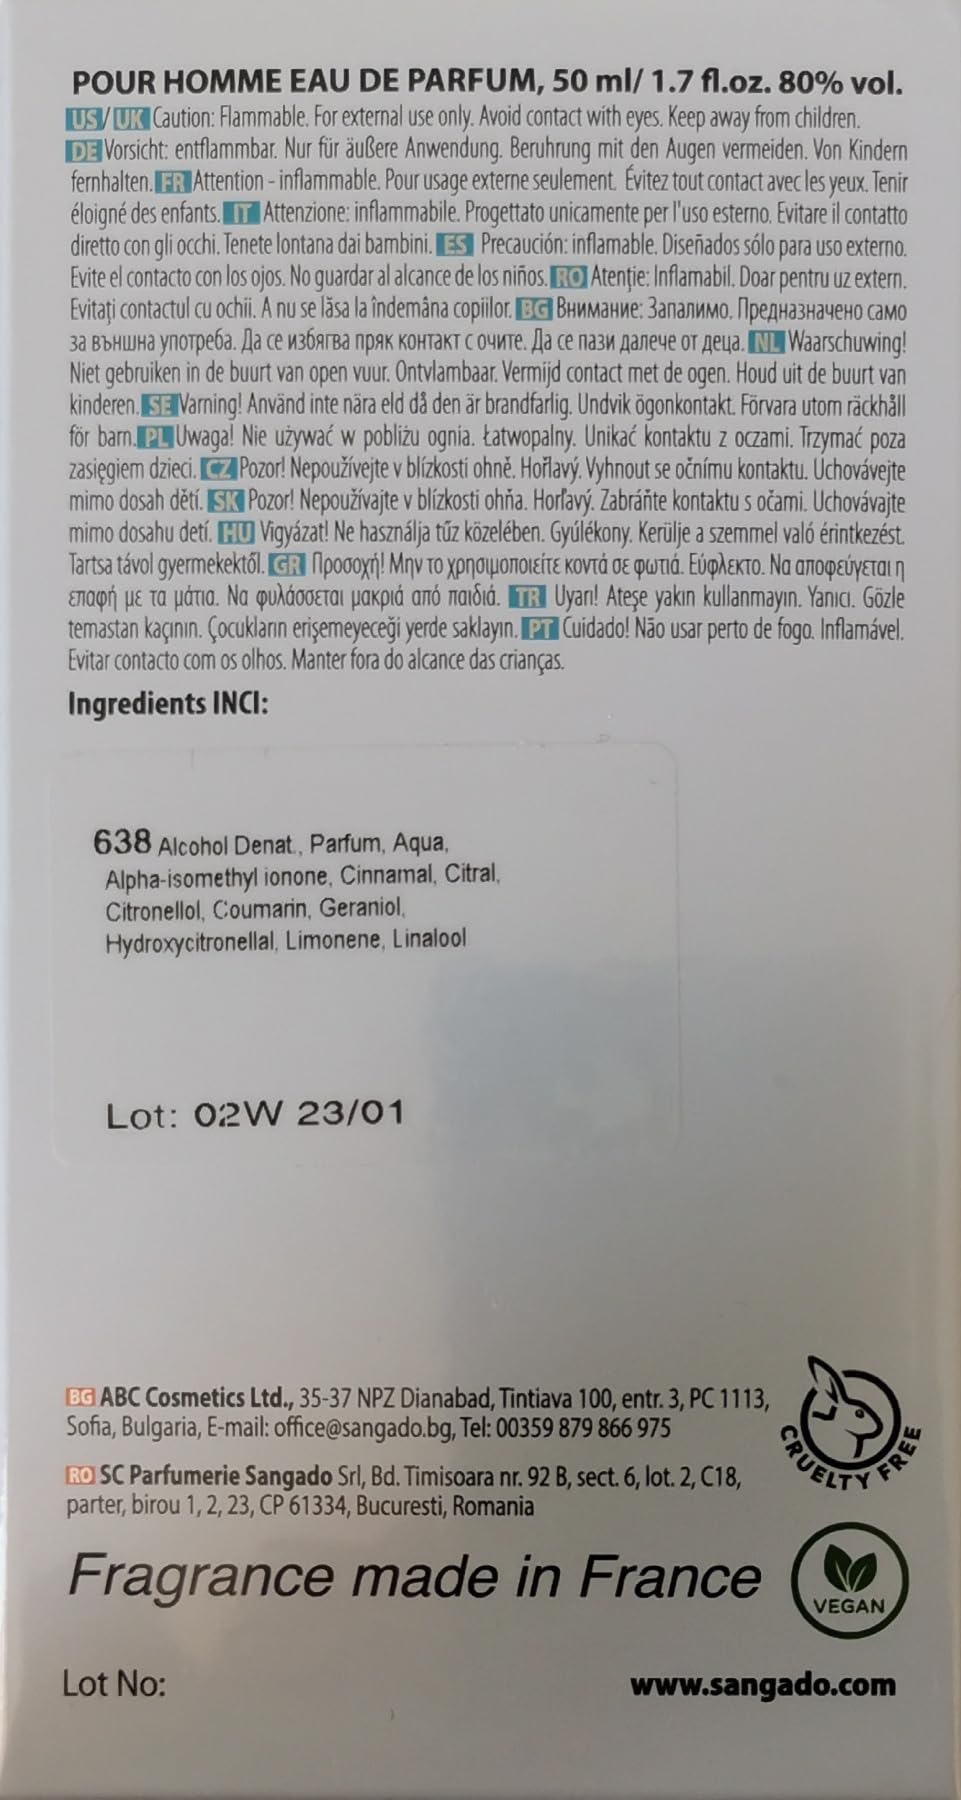 POUR HOMME EAU DE PARFUM, 50 ml/ 1.7 fl.oz. 80% vol.
US/UK Caution: Flammable. For external use only. Avoid contact with eyes. Keep away from children.
DE Vorsicht: entflammbar. Nur für äußere Anwendung. Beruhrung mit den Augen vermeiden. Von Kindern
fernhalten. FR Attention - inflammable. Pour usage externe seulement. Évitez tout contact avec les yeux. Tenir
éloigné des enfants. IT Attenzione: inflammabile. Progettato unicamente per l'uso esterno. Evitare il contatto
diretto con gli occhi. Tenete lontana dai bambini. ES Precaución: inflamable. Diseñados sólo para uso externo.
Evite el contacto con los ojos. No guardar al alcance de los niños. RO Atenție: Inflamabil. Doar pentru uz extern.
Evitați contactul cu ochii. A nu se lăsa la îndemâna copiilor. BG Внимание: Запалимо. Предназначено само
за външна употреба. Да се избягва пряк контакт с очите. Да се пази далече от деца. NL Waarschuwing!
Niet gebruiken in de buurt van open vuur. Ontvlambaar. Vermijd contact met de ogen. Houd uit de buurt van
kinderen. SE Varning! Använd inte nära eld då den är brandfarlig. Undvik ögonkontakt. Förvara utom räckhåll
för barn. PL Uwaga! Nie używać w pobliżu ognia. Łatwopalny. Unikać kontaktu z oczami. Trzymać poza
zasięgiem dzieci. CZ Pozor! Nepoužívejte v blízkosti ohně. Hořlavý. Vyhnout se očnímu kontaktu. Uchovávejte
mimo dosah dětí. SK Pozor! Nepoužívajte v blízkosti ohňa. Horľavý. Zabráňte kontaktu s očami. Uchovávajte
mimo dosahu detí. HU Vigyázat! Ne használja tűz közelében. Gyúlékony. Kerülje a szemmel való érintkezést.
Tartsa távol gyermekektől. GR Προσοχή! Μην το χρησιμοποιείτε κοντά σε φωτιά. Εύφλεκτο. Να αποφεύγεται η
επαφή με τα μάτια. Να φυλάσσεται μακριά από παιδιά. TR Uyarı! Ateşe yakın kullanmayın. Yanıcı. Gözle
temastan kaçının. Çocukların erişemeyeceği yerde saklayın. PT Cuidado! Não usar perto de fogo. Inflamável.
Evitar contacto com os olhos. Manter fora do alcance das crianças.
Ingredients INCI:
638 Alcohol Denat., Parfum, Aqua,
Alpha-isomethyl ionone, Cinnamal, Citral,
Citronellol, Coumarin, Geraniol,
Hydroxycitronellal, Limonene, Linalool
Lot: 02W 23/01
BG ABC Cosmetics Ltd., 35-37 NPZ Dianabad, Tintiava 100, entr. 3, PC 1113,
Sofia, Bulgaria, E-mail: office@sangado.bg, Tel: 00359 879 866 975
RO SC Parfumerie Sangado Srl, Bd. Timisoara nr. 92 B, sect. 6, lot. 2, C18,
parter, birou 1, 2, 23, CP 61334, Bucuresti, Romania
CRUELTY FREE
Fragrance made in France
VEGAN
Lot No:
www.sangado.com